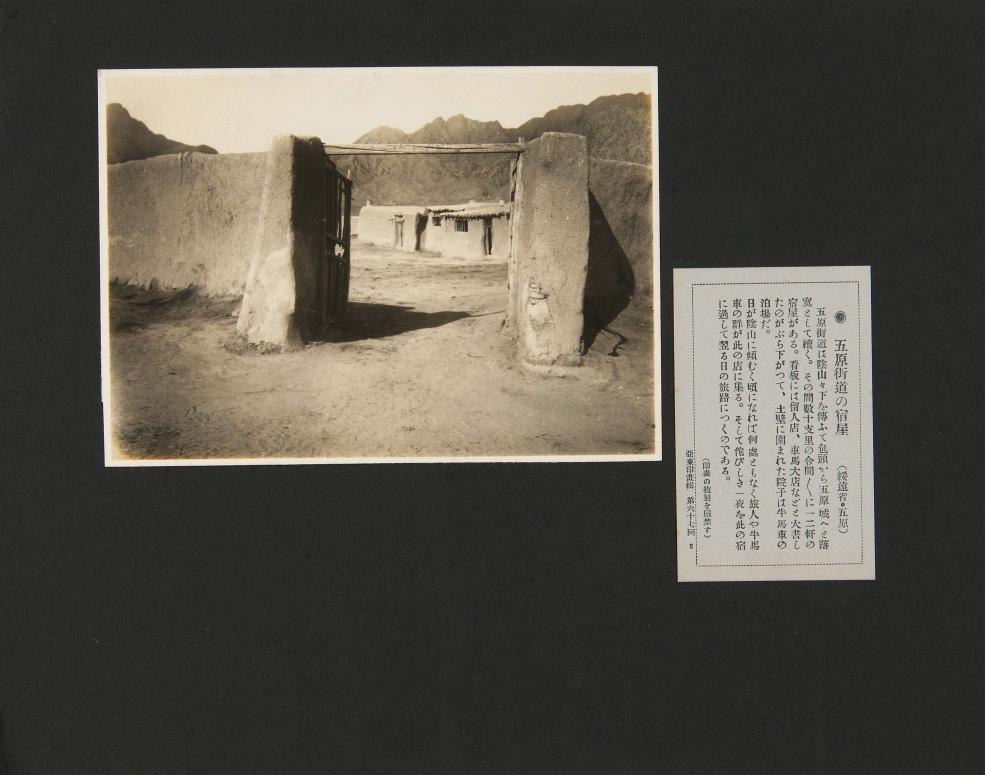 ● 五原街道の宿屋 (綏遠省•五原)
五原街道は陰山々下を傳ふて包頭から五原城へと落
寞として續く。その間數十支里の合間〳〵に一二軒の
宿屋がある。看板には留人店、車馬大店などと大書し
たのがぶら下がつて、土壁に圍まれた院子は牛馬車の
泊場だ。
日が陰山に傾むく頃になれば何處ともなく旅人や牛馬
車の群が此の店に集る。そして佗びしき一夜を此の宿
に過して翌る日の旅路につくのである。
(印畫の複製を嚴禁す)
亞東印畫輯 第六十七回